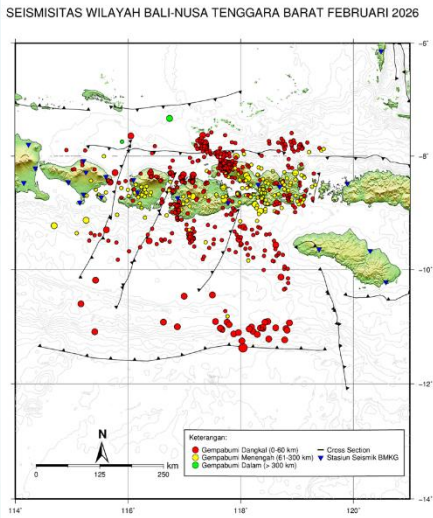 SEISMISITAS WILAYAH BALI-NUSA TENGGARA BARAT FEBRUARI 2026
−6°
−8°
−10°
−12°
−14°
N
0 125 250 km
Keterangan:
Gempabumi Dangkal (0-60 km)
Gempabumi Menengah (61-300 km)
Gempabumi Dalam (> 300 km)
Cross Section
Stasiun Seismik BMKG
114° 116° 118° 120°